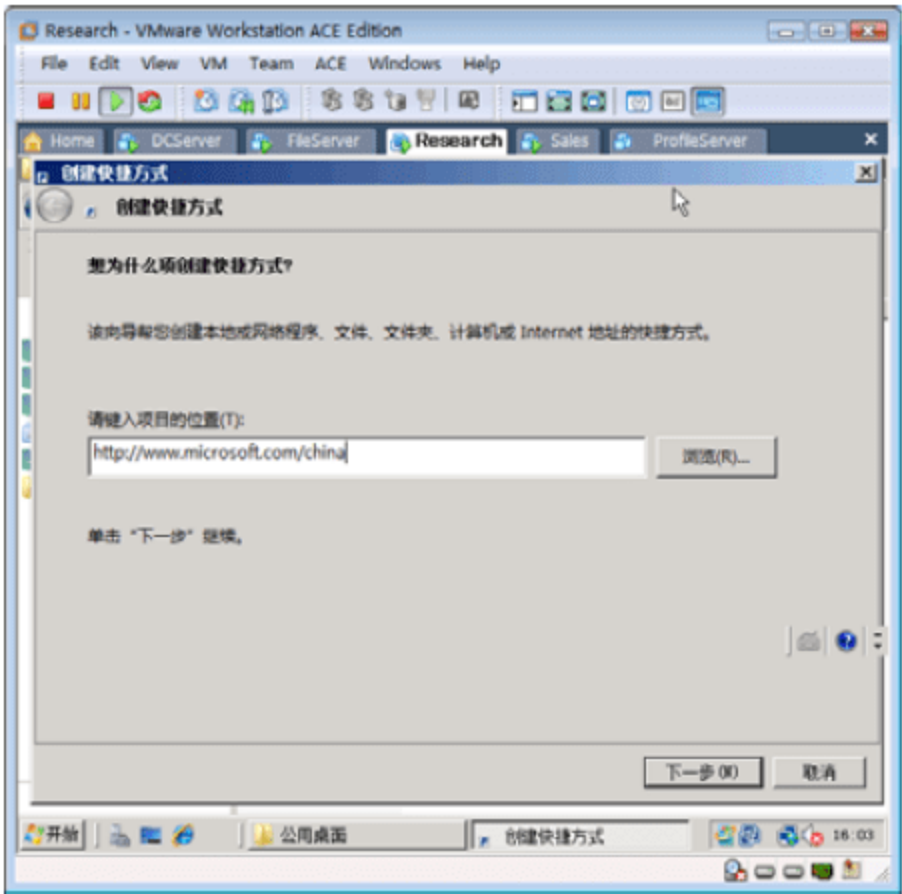 Research - VMware Workstation ACE Edition
File Edit View VM Team ACE Windows Help
Home DCServer FileServer Research Sales ProfileServer
创建快捷方式
创建快捷方式
想为什么项创建快捷方式?
该向导帮您创建本地或网络程序、文件、文件夹、计算机或 Internet 地址的快捷方式。
请键入项目的位置(T):
http://www.microsoft.com/china
浏览(R)...
单击“下一步”继续。
下一步(N) 取消
开始 公用桌面 创建快捷方式 16:03